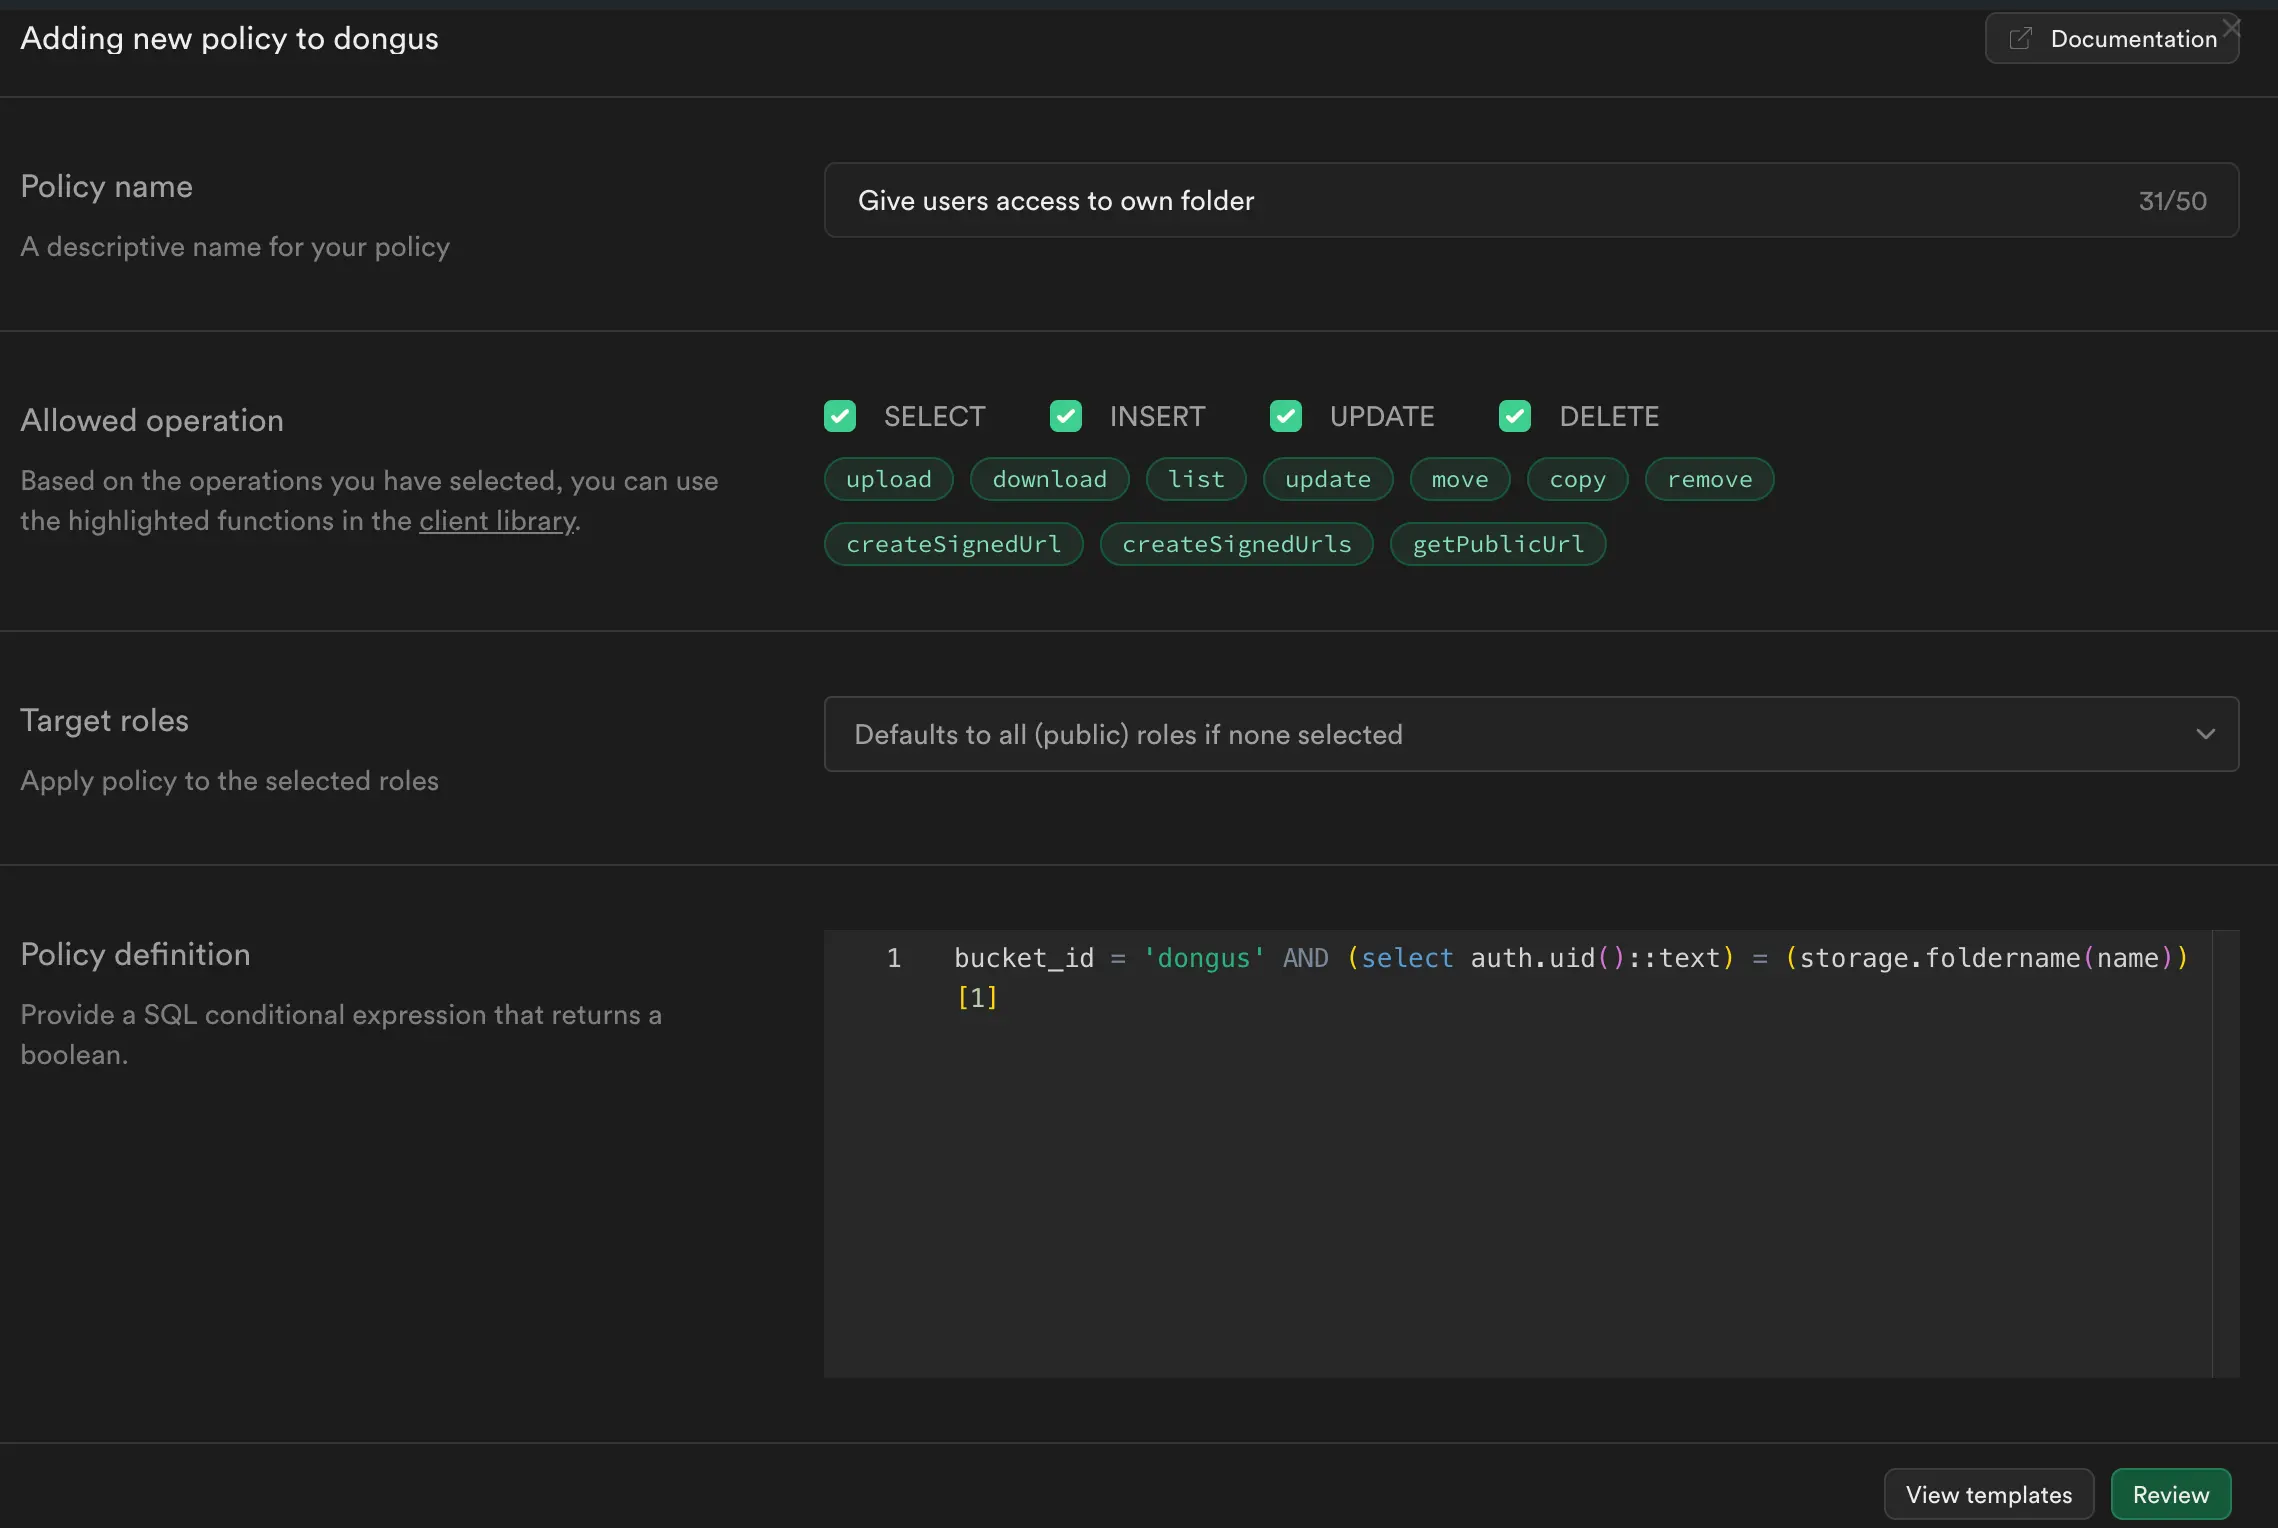 Adding new policy to dongus
Documentation
Policy name
A descriptive name for your policy
Give users access to own folder
31/50
Allowed operation
Based on the operations you have selected, you can use
the highlighted functions in the client library.
SELECT INSERT UPDATE DELETE
upload download list update move copy remove
createSignedUrl createSignedUrls getPublicUrl
Target roles
Apply policy to the selected roles
Defaults to all (public) roles if none selected
Policy definition
Provide a SQL conditional expression that returns a
boolean.
1 bucket_id = 'dongus' AND (select auth.uid()::text) = (storage.foldername(name))
[1]
View templates
Review